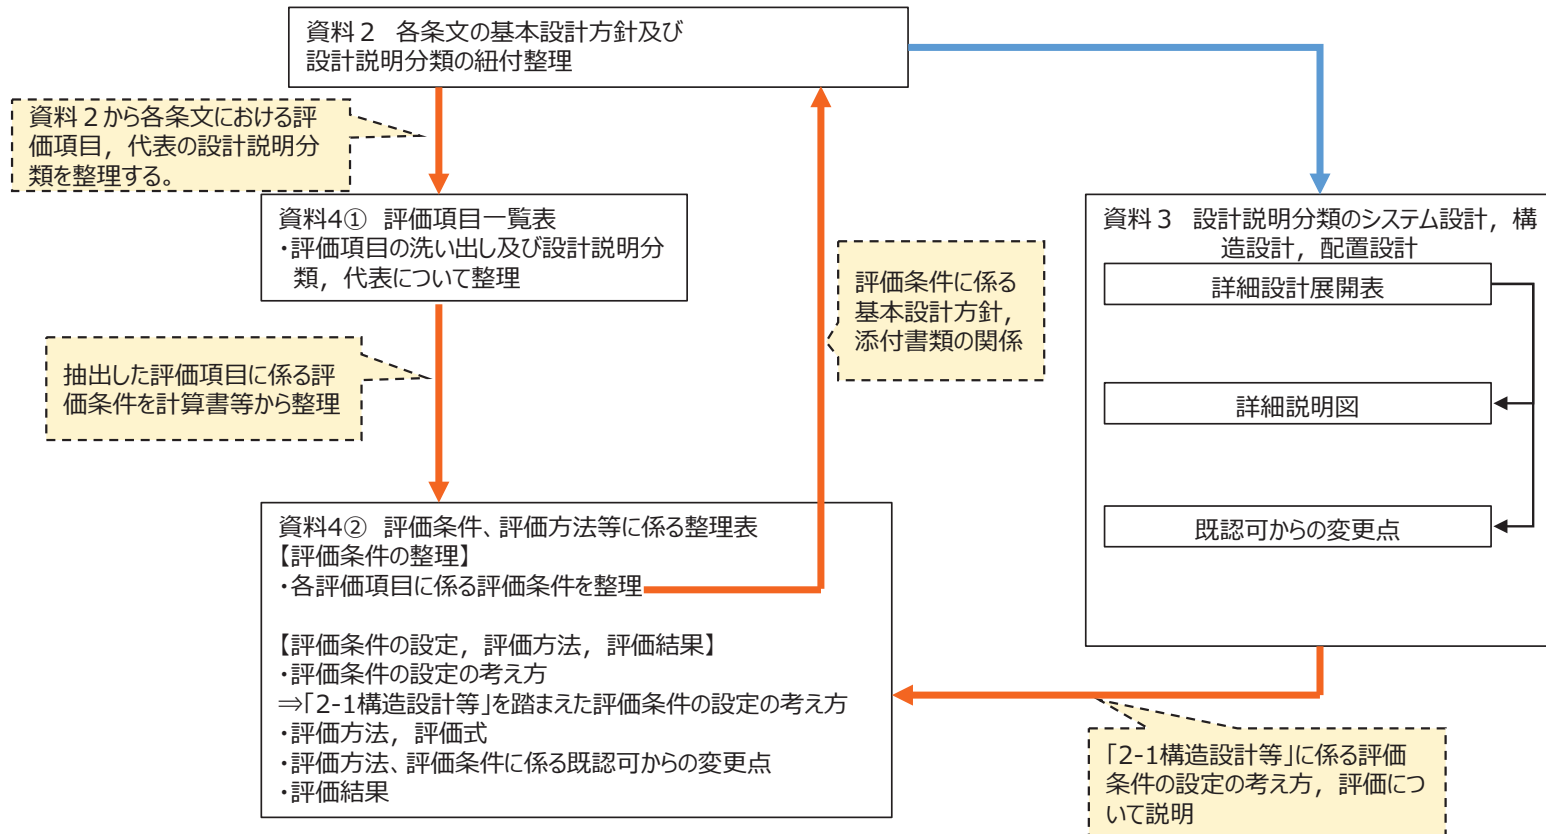 資料２　各条文の基本設計方針及び
設計説明分類の紐付整理
資料２から各条文における評
価項目，代表の設計説明分
類を整理する。
資料4①　評価項目一覧表
・評価項目の洗い出し及び設計説明分
類，代表について整理
評価条件に係る
基本設計方針，
添付書類の関係
抽出した評価項目に係る評
価条件を計算書等から整理
資料4②　評価条件、評価方法等に係る整理表
【評価条件の整理】
・各評価項目に係る評価条件を整理
【評価条件の設定，評価方法，評価結果】
・評価条件の設定の考え方
⇒「2-1構造設計等」を踏まえた評価条件の設定の考え方
・評価方法，評価式
・評価方法、評価条件に係る既認可からの変更点
・評価結果
資料３　設計説明分類のシステム設計，構
造設計，配置設計
詳細設計展開表
詳細説明図
既認可からの変更点
「2-1構造設計等」に係る評価
条件の設定の考え方，評価につ
いて説明